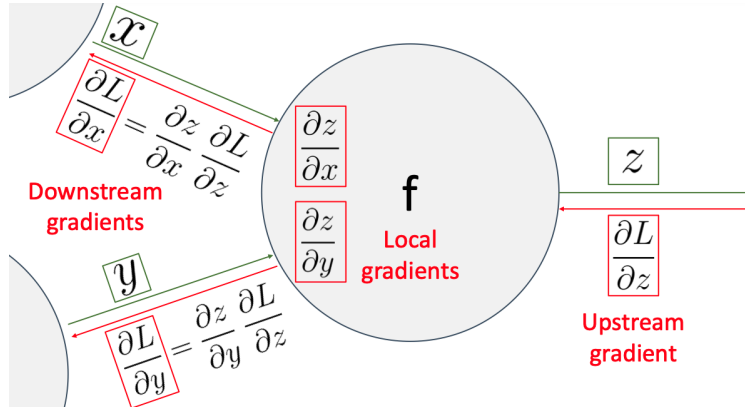 x
∂L/∂x = ∂z/∂x ∂L/∂z
Downstream
gradients
y
∂L/∂y = ∂z/∂y ∂L/∂z
∂z/∂x
∂z/∂y
f
Local
gradients
z
∂L/∂z
Upstream
gradient